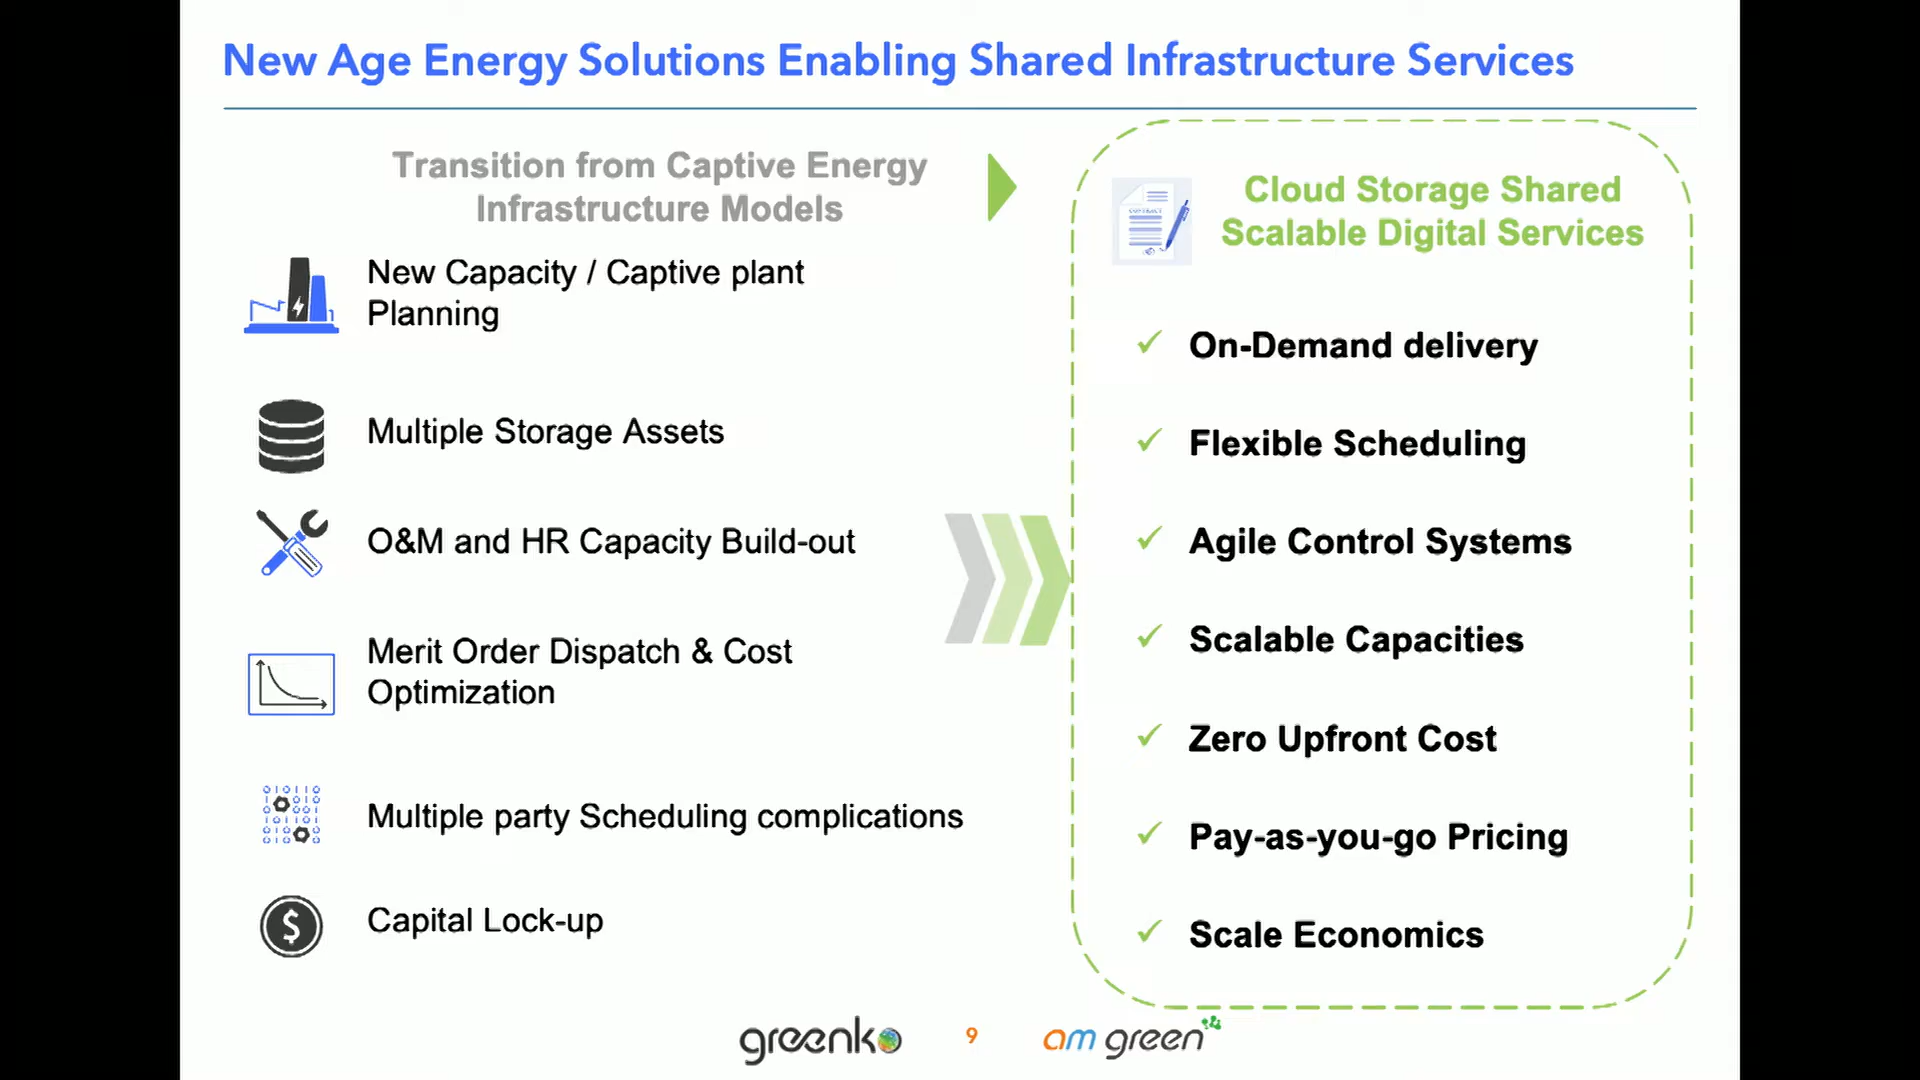 New Age Energy Solutions Enabling Shared Infrastructure Services
Transition from Captive Energy
Infrastructure Models
New Capacity / Captive plant
Planning
Multiple Storage Assets
O&M and HR Capacity Build-out
Merit Order Dispatch & Cost
Optimization
Multiple party Scheduling complications
$
Capital Lock-up
CONTRACT
Cloud Storage Shared
Scalable Digital Services
✓ On-Demand delivery
✓ Flexible Scheduling
✓ Agile Control Systems
✓ Scalable Capacities
✓ Zero Upfront Cost
✓ Pay-as-you-go Pricing
✓ Scale Economics
greenko
9
am green